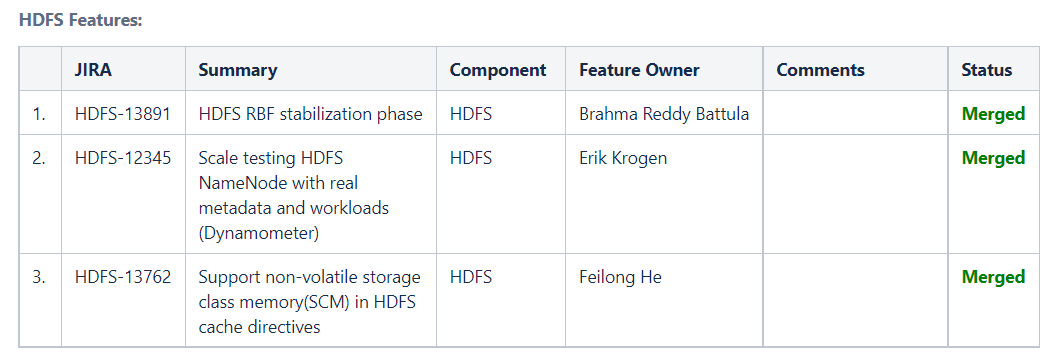 HDFS Features:
JIRA Summary Component Feature Owner Comments Status
1. HDFS-13891 HDFS RBF stabilization phase HDFS Brahma Reddy Battula Merged
2. HDFS-12345 Scale testing HDFS HDFS Erik Krogen Merged
NameNode with real
metadata and workloads
(Dynamometer)
3. HDFS-13762 Support non-volatile storage HDFS Feilong He Merged
class memory(SCM) in HDFS
cache directives